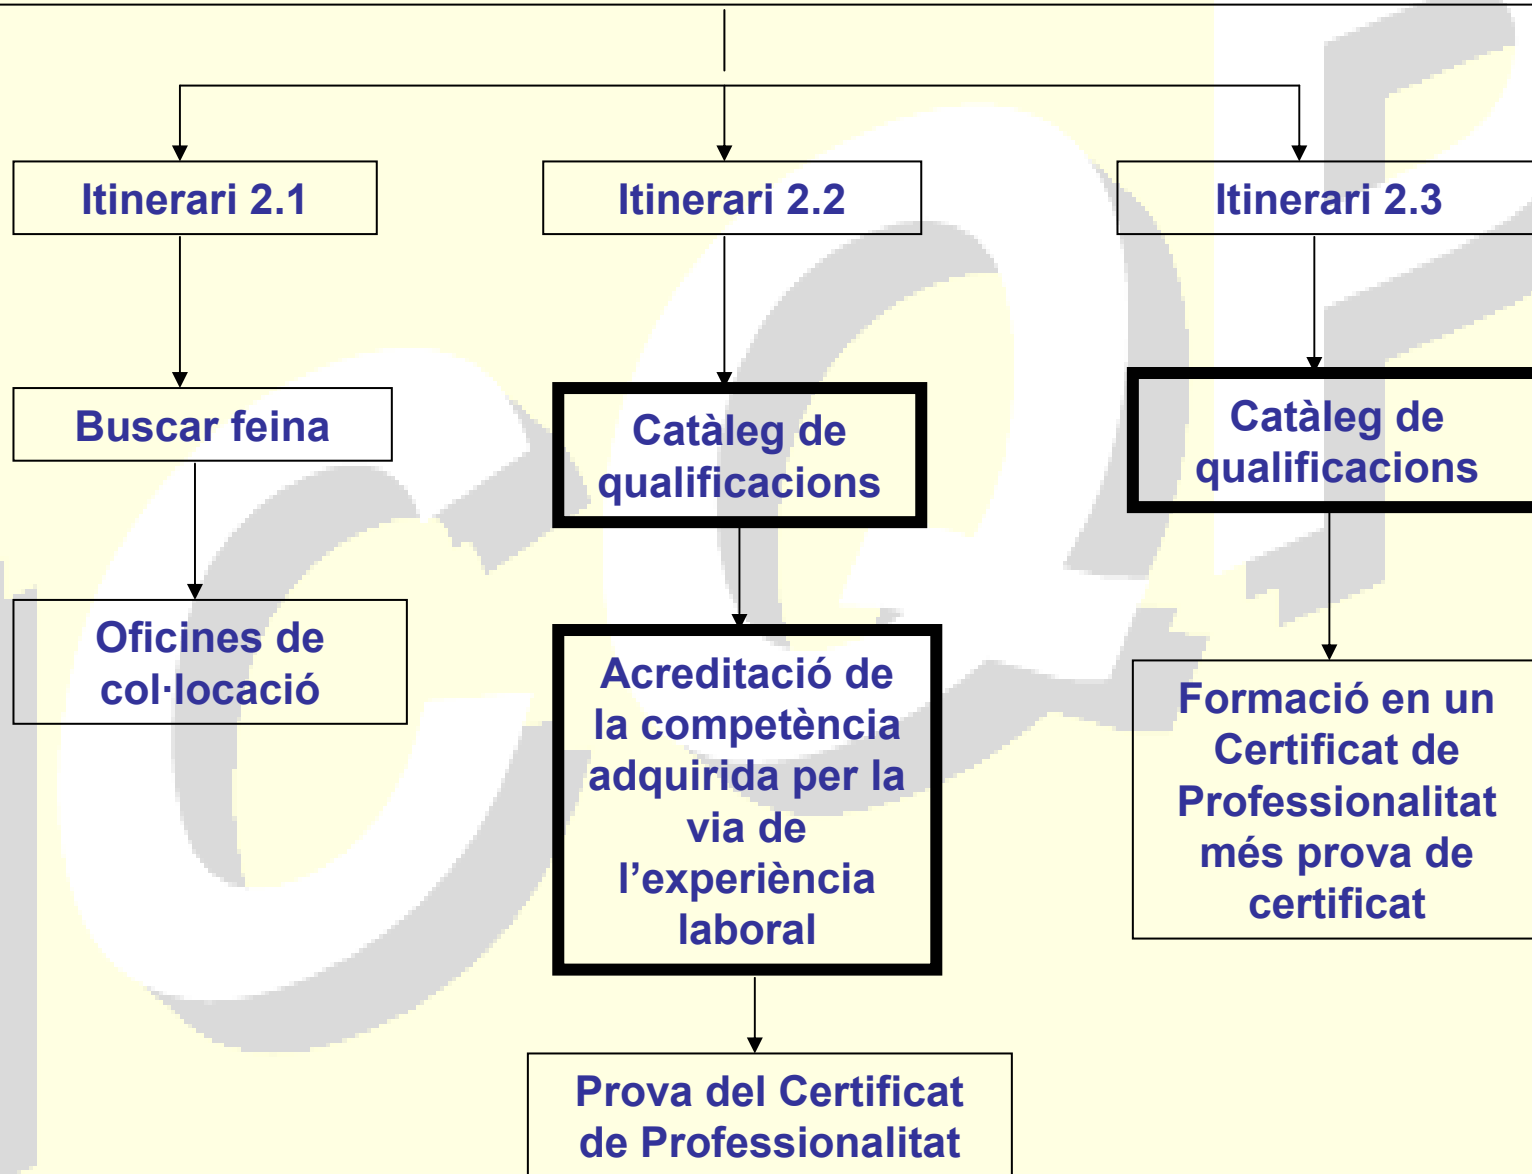 Itinerari 2.1
Itinerari 2.2
Itinerari 2.3
Buscar feina
Catàleg de
qualificacions
Catàleg de
qualificacions
Oficines de
col·locació
Acreditació de
la competència
adquirida per la
via de
l’experiència
laboral
Formació en un
Certificat de
Professionalitat
més prova de
certificat
Prova del Certificat
de Professionalitat